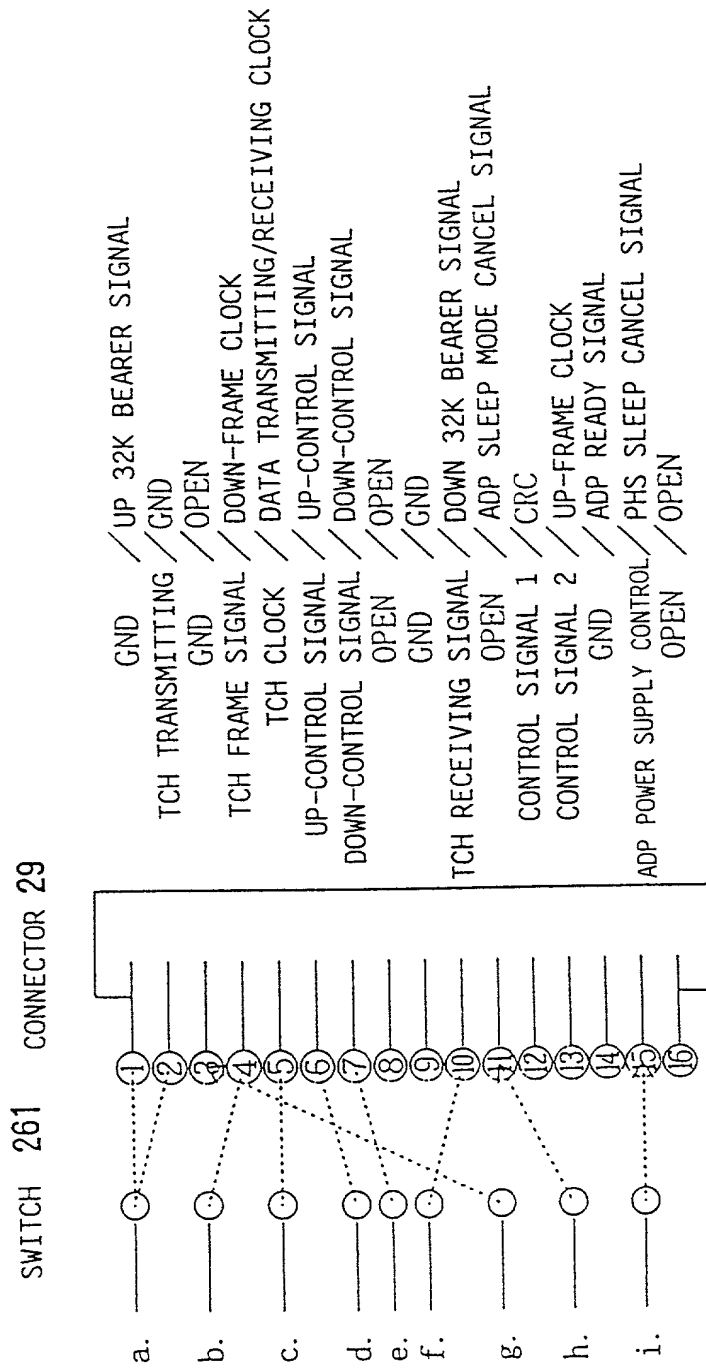 SWITCH 261 CONNECTOR 29
a.
b.
c.
d.
e.
f.
g.
h.
i.
1
2
3
4
5
6
7
8
9
10
11
12
13
14
15
16
GND / UP 32K BEARER SIGNAL
TCH TRANSMITTING / GND
GND / OPEN
TCH FRAME SIGNAL / DOWN-FRAME CLOCK
TCH CLOCK / DATA TRANSMITTING/RECEIVING CLOCK
UP-CONTROL SIGNAL / UP-CONTROL SIGNAL
DOWN-CONTROL SIGNAL / DOWN-CONTROL SIGNAL
OPEN / OPEN
GND / GND
TCH RECEIVING SIGNAL / DOWN 32K BEARER SIGNAL
OPEN / ADP SLEEP MODE CANCEL SIGNAL
CONTROL SIGNAL 1 / CRC
CONTROL SIGNAL 2 / UP-FRAME CLOCK
GND / ADP READY SIGNAL
ADP POWER SUPPLY CONTROL / PHS SLEEP CANCEL SIGNAL
OPEN / OPEN